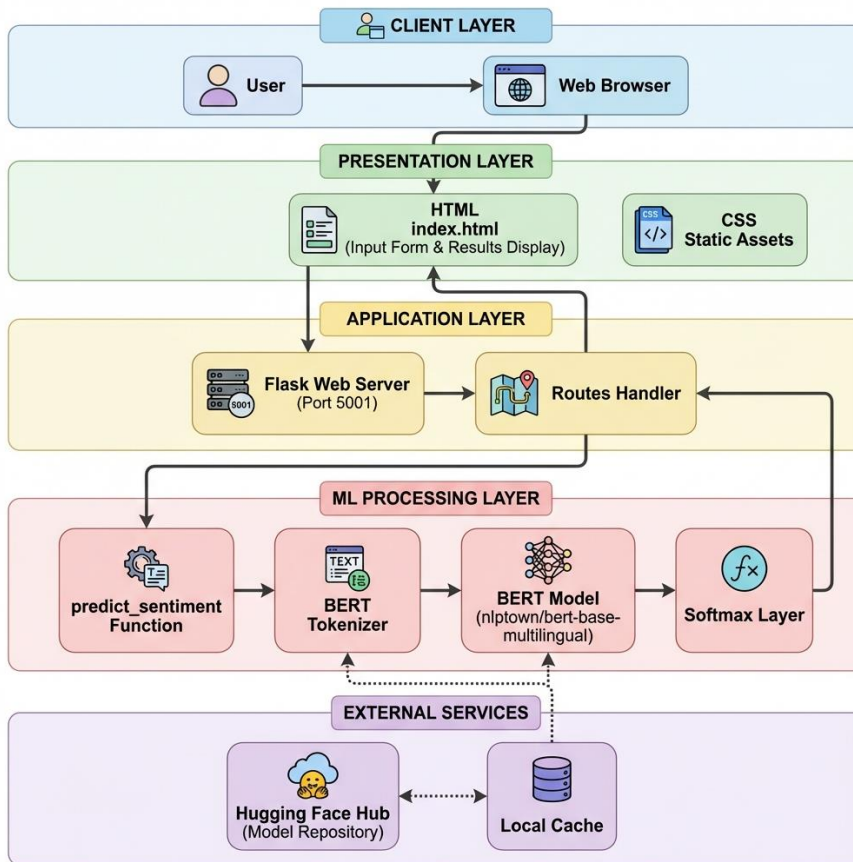 CLIENT LAYER
User
Web Browser
PRESENTATION LAYER
HTML
index.html
(Input Form & Results Display)
CSS
CSS
Static Assets
APPLICATION LAYER
5001
Flask Web Server
(Port 5001)
Routes Handler
ML PROCESSING LAYER
T
predict_sentiment
Function
TEXT
BERT
Tokenizer
BERT Model
(nlptown/bert-base-
multilingual)
fx
Softmax Layer
EXTERNAL SERVICES
Hugging Face Hub
(Model Repository)
Local Cache